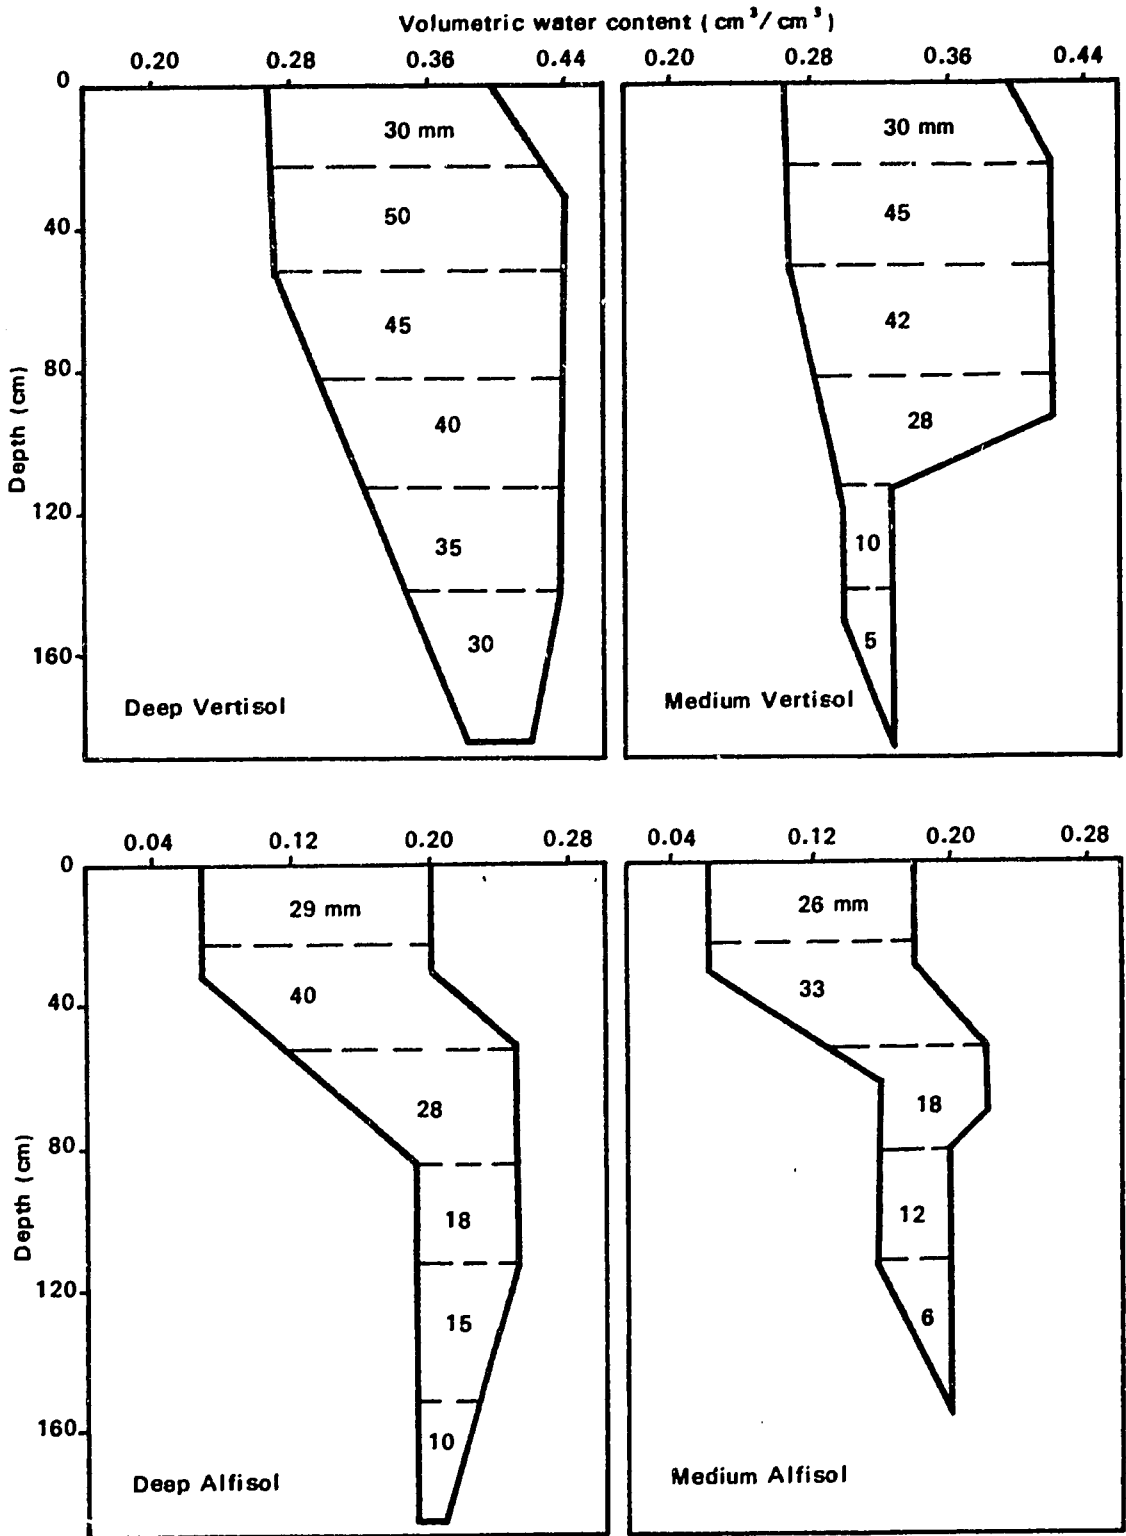 Volumetric water content (cm³/cm³)
0.20 0.28 0.36 0.44 0.20 0.28 0.36 0.44
0
40
80
120
160
Depth (cm)
30 mm
50
45
40
35
30
Deep Vertisol
30 mm
45
42
28
10
5
Medium Vertisol
0.04 0.12 0.20 0.28 0.04 0.12 0.20 0.28
0
40
80
120
160
Depth (cm)
29 mm
40
28
18
15
10
Deep Alfisol
26 mm
33
18
12
6
Medium Alfisol